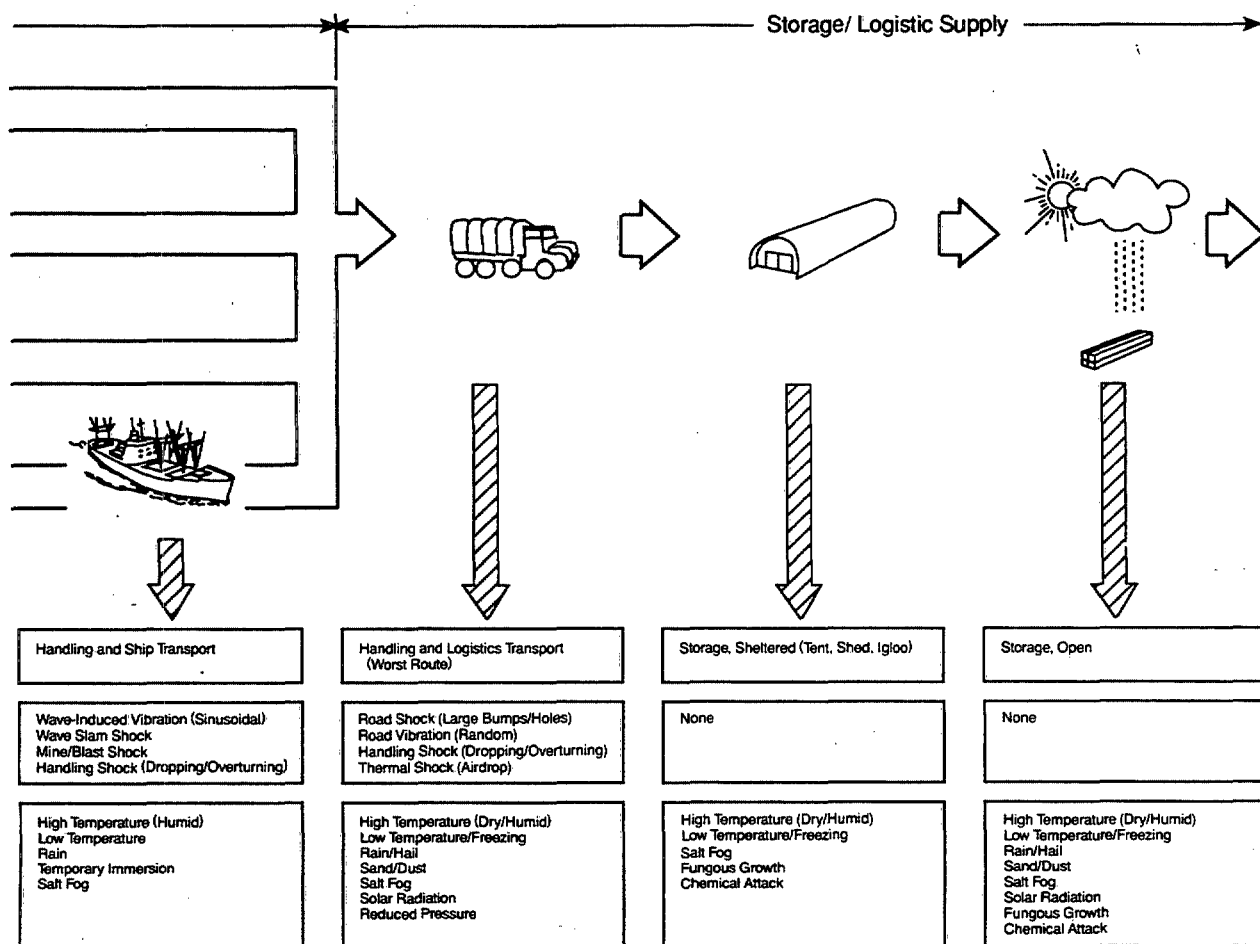 Storage/ Logistic Supply
Handling and Ship Transport
Wave-Induced Vibration (Sinusoidal)
Wave Slam Shock
Mine/Blast Shock
Handling Shock (Dropping/Overturning)
High Temperature (Humid)
Low Temperature
Rain
Temporary Immersion
Salt Fog
Handling and Logistics Transport
(Worst Route)
Road Shock (Large Bumps/Holes)
Road Vibration (Random)
Handling Shock (Dropping/Overturning)
Thermal Shock (Airdrop)
High Temperature (Dry/Humid)
Low Temperature/Freezing
Rain/Hail
Sand/Dust
Salt Fog
Solar Radiation
Reduced Pressure
Storage, Sheltered (Tent, Shed, Igloo)
None
High Temperature (Dry/Humid)
Low Temperature/Freezing
Salt Fog
Fungous Growth
Chemical Attack
Storage, Open
None
High Temperature (Dry/Humid)
Low Temperature/Freezing
Rain/Hail
Sand/Dust
Salt Fog
Solar Radiation
Fungous Growth
Chemical Attack